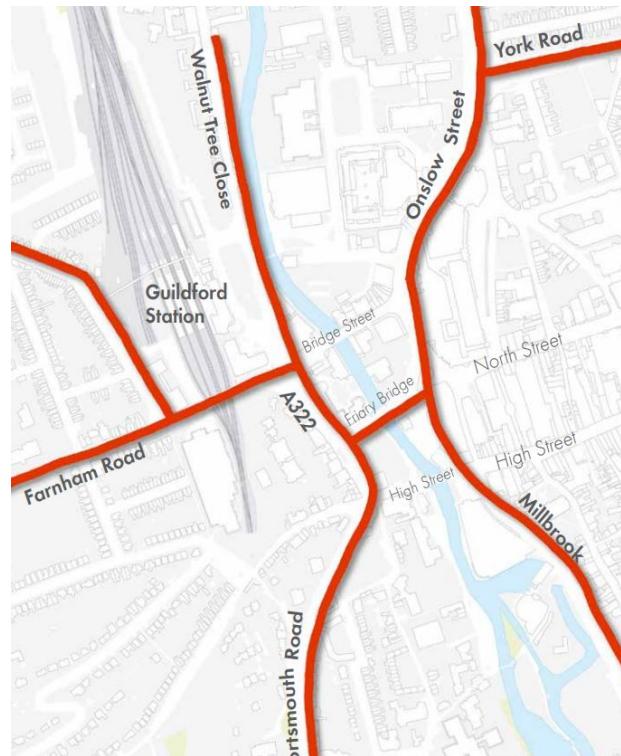 York Road
Walnut Tree Close
Onslow Street
Guildford
Station
Bridge Street
North Street
A322
Friary Bridge
High Street
Farnham Road
High Street
Millbrook
ortsmouth Road